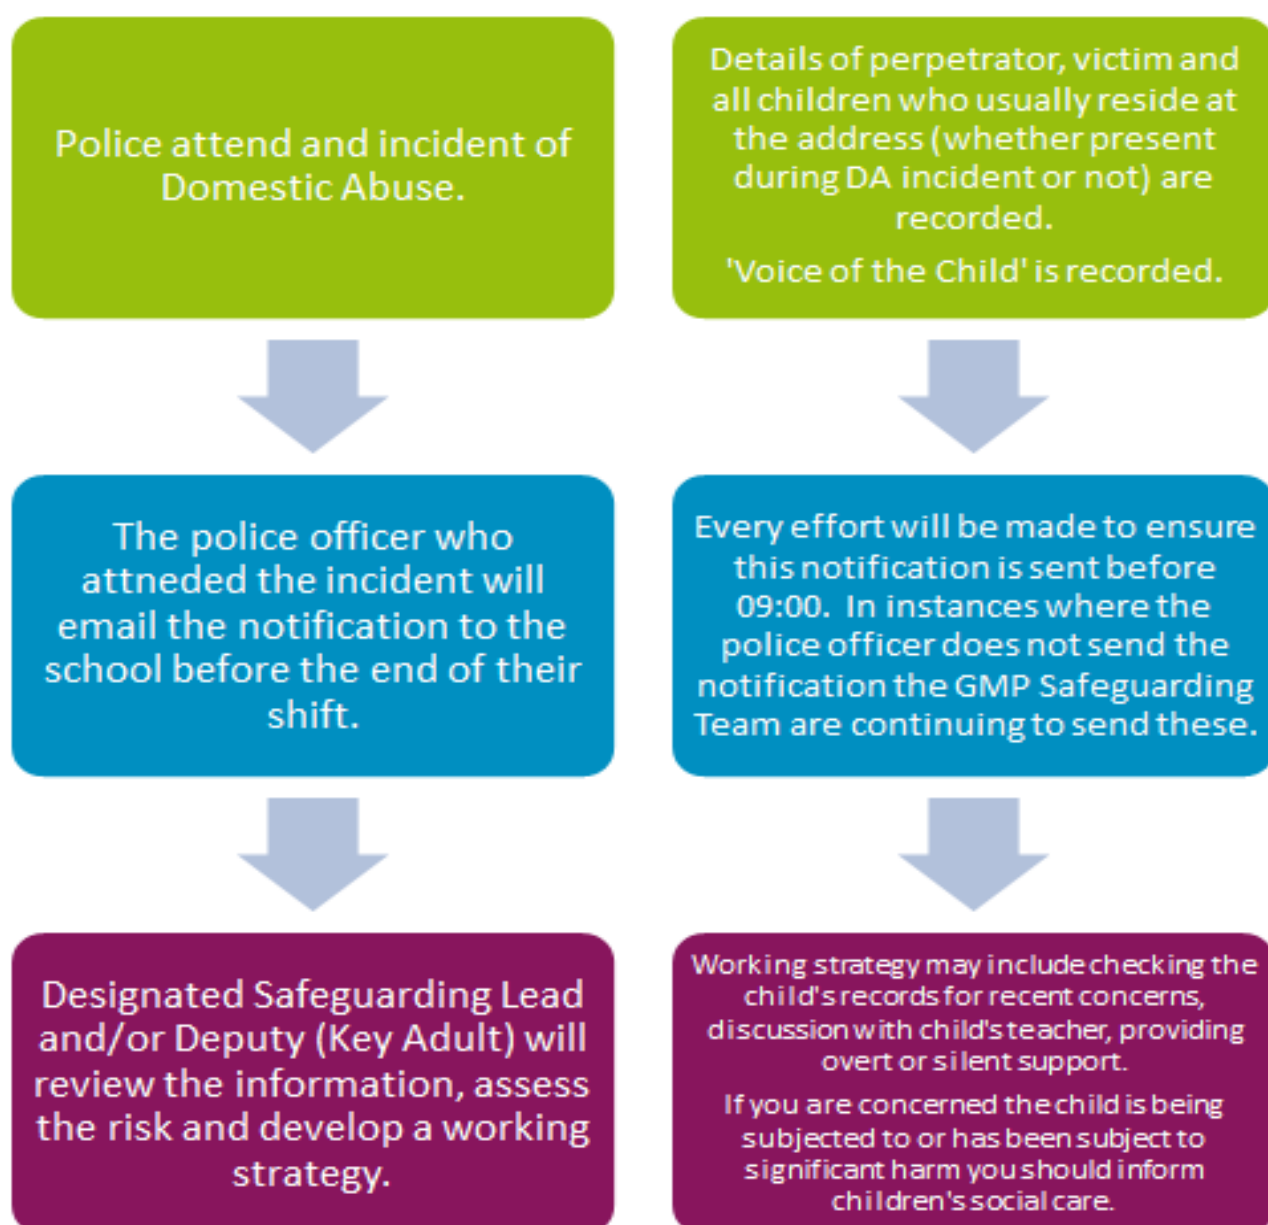 Police attend and incident of
Domestic Abuse.
Details of perpetrator, victim and
all children who usually reside at
the address (whether present
during DA incident or not) are
recorded.
'Voice of the Child' is recorded.
The police officer who
attneded the incident will
email the notification to the
school before the end of their
shift.
Every effort will be made to ensure
this notification is sent before
09:00. In instances where the
police officer does not send the
notification the GMP Safeguarding
Team are continuing to send these.
Designated Safeguarding Lead
and/or Deputy (Key Adult) will
review the information, assess
the risk and develop a working
strategy.
Working strategy may include checking the
child's records for recent concerns,
discussion with child's teacher, providing
overt or silent support.
If you are concerned the child is being
subjected to or has been subject to
significant harm you should inform
children's social care.